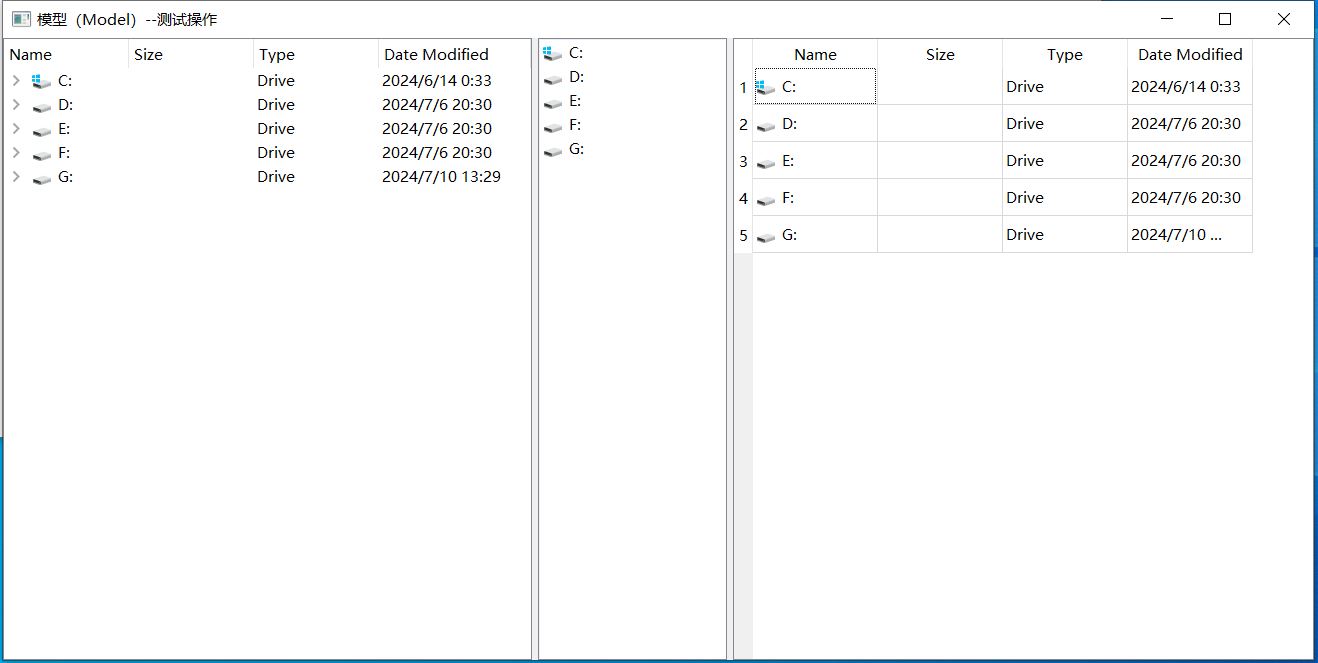 模型（Model）--测试操作
Name Size Type Date Modified
C: Drive 2024/6/14 0:33
D: Drive 2024/7/6 20:30
E: Drive 2024/7/6 20:30
F: Drive 2024/7/6 20:30
G: Drive 2024/7/10 13:29
C:
D:
E:
F:
G:
Name Size Type Date Modified
1 C: Drive 2024/6/14 0:33
2 D: Drive 2024/7/6 20:30
3 E: Drive 2024/7/6 20:30
4 F: Drive 2024/7/6 20:30
5 G: Drive 2024/7/10 ...